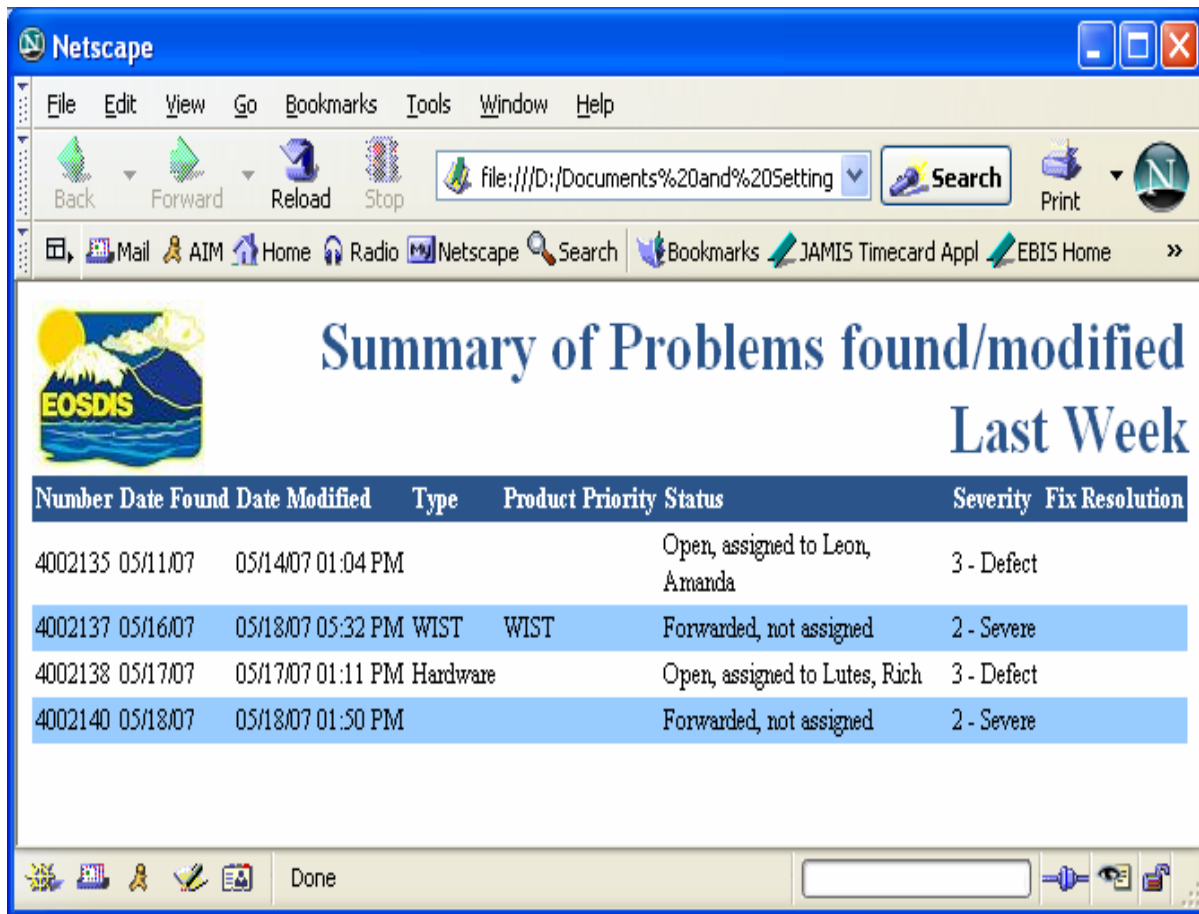 Netscape
File Edit View Go Bookmarks Tools Window Help
Back Forward Reload Stop file:///D:/Documents%20and%20Setting Search Print N
Mail AIM Home Radio My Netscape Search Bookmarks JAMIS Timecard Appl EBIS Home »
EOSDIS
Summary of Problems found/modified
Last Week
Number Date Found Date Modified Type Product Priority Status Severity Fix Resolution
4002135 05/11/07 05/14/07 01:04 PM Open, assigned to Leon, Amanda 3 - Defect
4002137 05/16/07 05/18/07 05:32 PM WIST WIST Forwarded, not assigned 2 - Severe
4002138 05/17/07 05/17/07 01:11 PM Hardware Open, assigned to Lutes, Rich 3 - Defect
4002140 05/18/07 05/18/07 01:50 PM Forwarded, not assigned 2 - Severe
Done